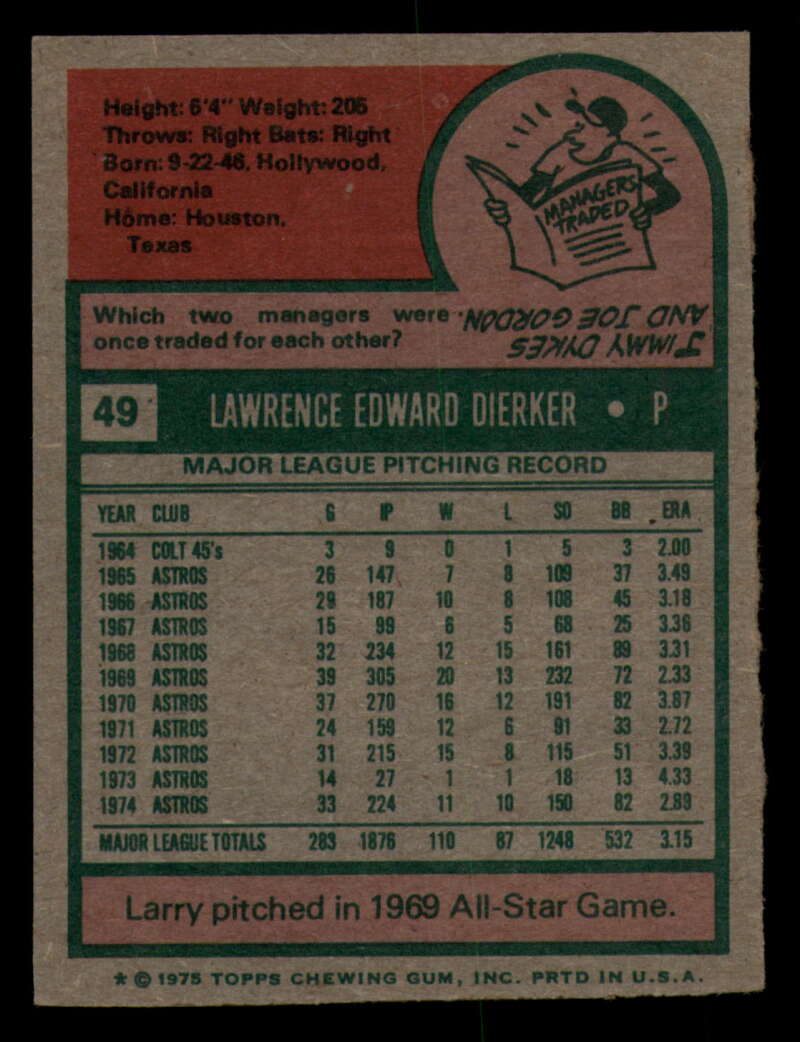 Height: 6'4" Weight: 205
Throws: Right Bats: Right
Born: 9-22-46, Hollywood,
California
Home: Houston,
Texas
MANAGERS
TRADED
Which two managers were
once traded for each other?
JIMMY DYKES
AND JOE GORDON.
49 LAWRENCE EDWARD DIERKER • P
MAJOR LEAGUE PITCHING RECORD
YEAR CLUB G IP W L SO BB ERA
1964 COLT 45's 3 9 0 1 5 3 2.00
1965 ASTROS 26 147 7 8 109 37 3.49
1966 ASTROS 29 187 10 8 108 45 3.18
1967 ASTROS 15 99 6 5 68 25 3.36
1968 ASTROS 32 234 12 15 161 89 3.31
1969 ASTROS 39 305 20 13 232 72 2.33
1970 ASTROS 37 270 16 12 191 82 3.87
1971 ASTROS 24 159 12 6 91 33 2.72
1972 ASTROS 31 215 15 8 115 51 3.39
1973 ASTROS 14 27 1 1 18 13 4.33
1974 ASTROS 33 224 11 10 150 82 2.89
MAJOR LEAGUE TOTALS 283 1876 110 87 1248 532 3.15
Larry pitched in 1969 All-Star Game.
* © 1975 TOPPS CHEWING GUM, INC. PRTD IN U.S.A.